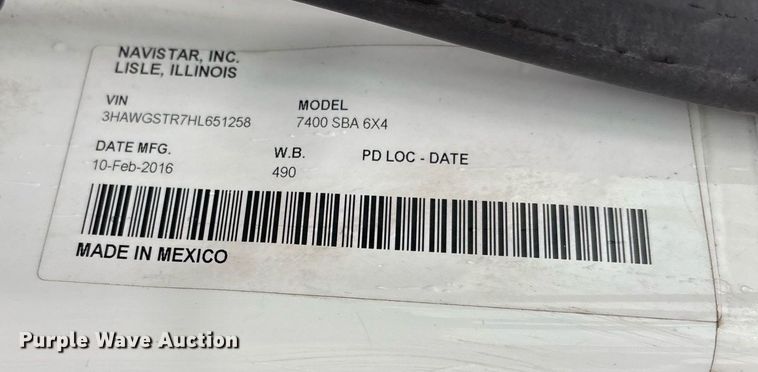 NAVISTAR, INC.
LISLE, ILLINOIS
VIN MODEL
3HAWGSTR7HL651258 7400 SBA 6X4
DATE MFG. W.B. PD LOC - DATE
10-Feb-2016 490
MADE IN MEXICO
Purple Wave Auction